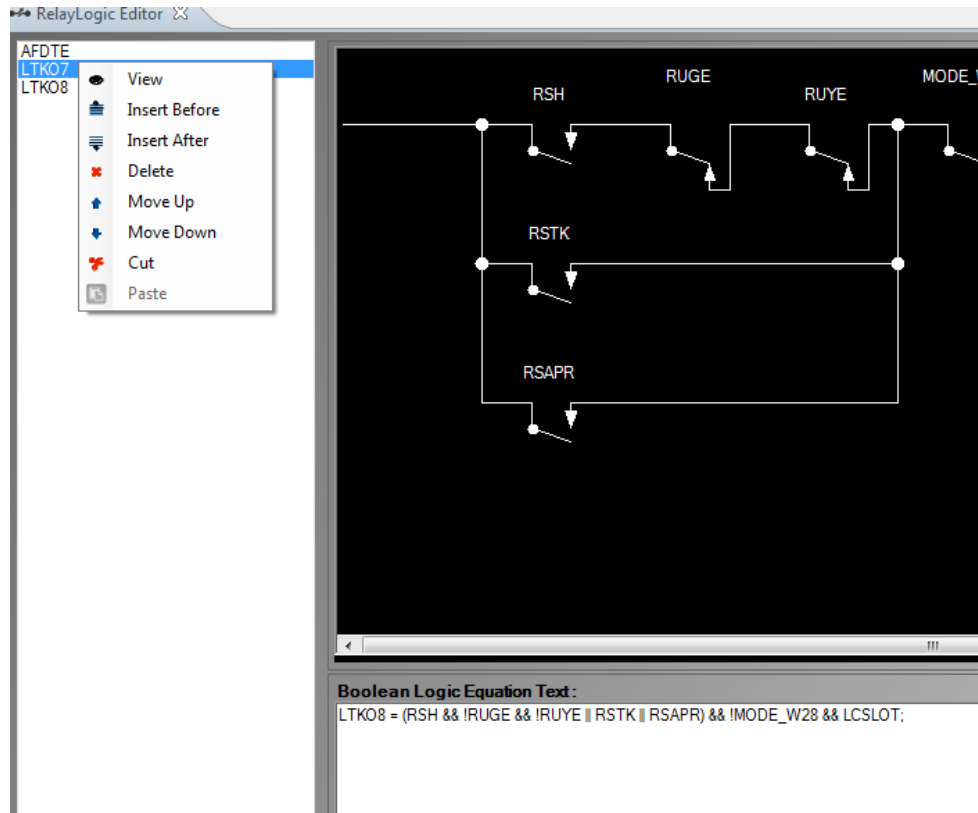 RelayLogic Editor
AFDTE
LTKO7
LTKO8
View
Insert Before
Insert After
Delete
Move Up
Move Down
Cut
Paste
RSH
RUGE
RUYE
MODE_
RSTK
RSAPR
Boolean Logic Equation Text :
LTKO8 = (RSH && !RUGE && !RUYE || RSTK || RSAPR) && !MODE_W28 && LCSLOT;